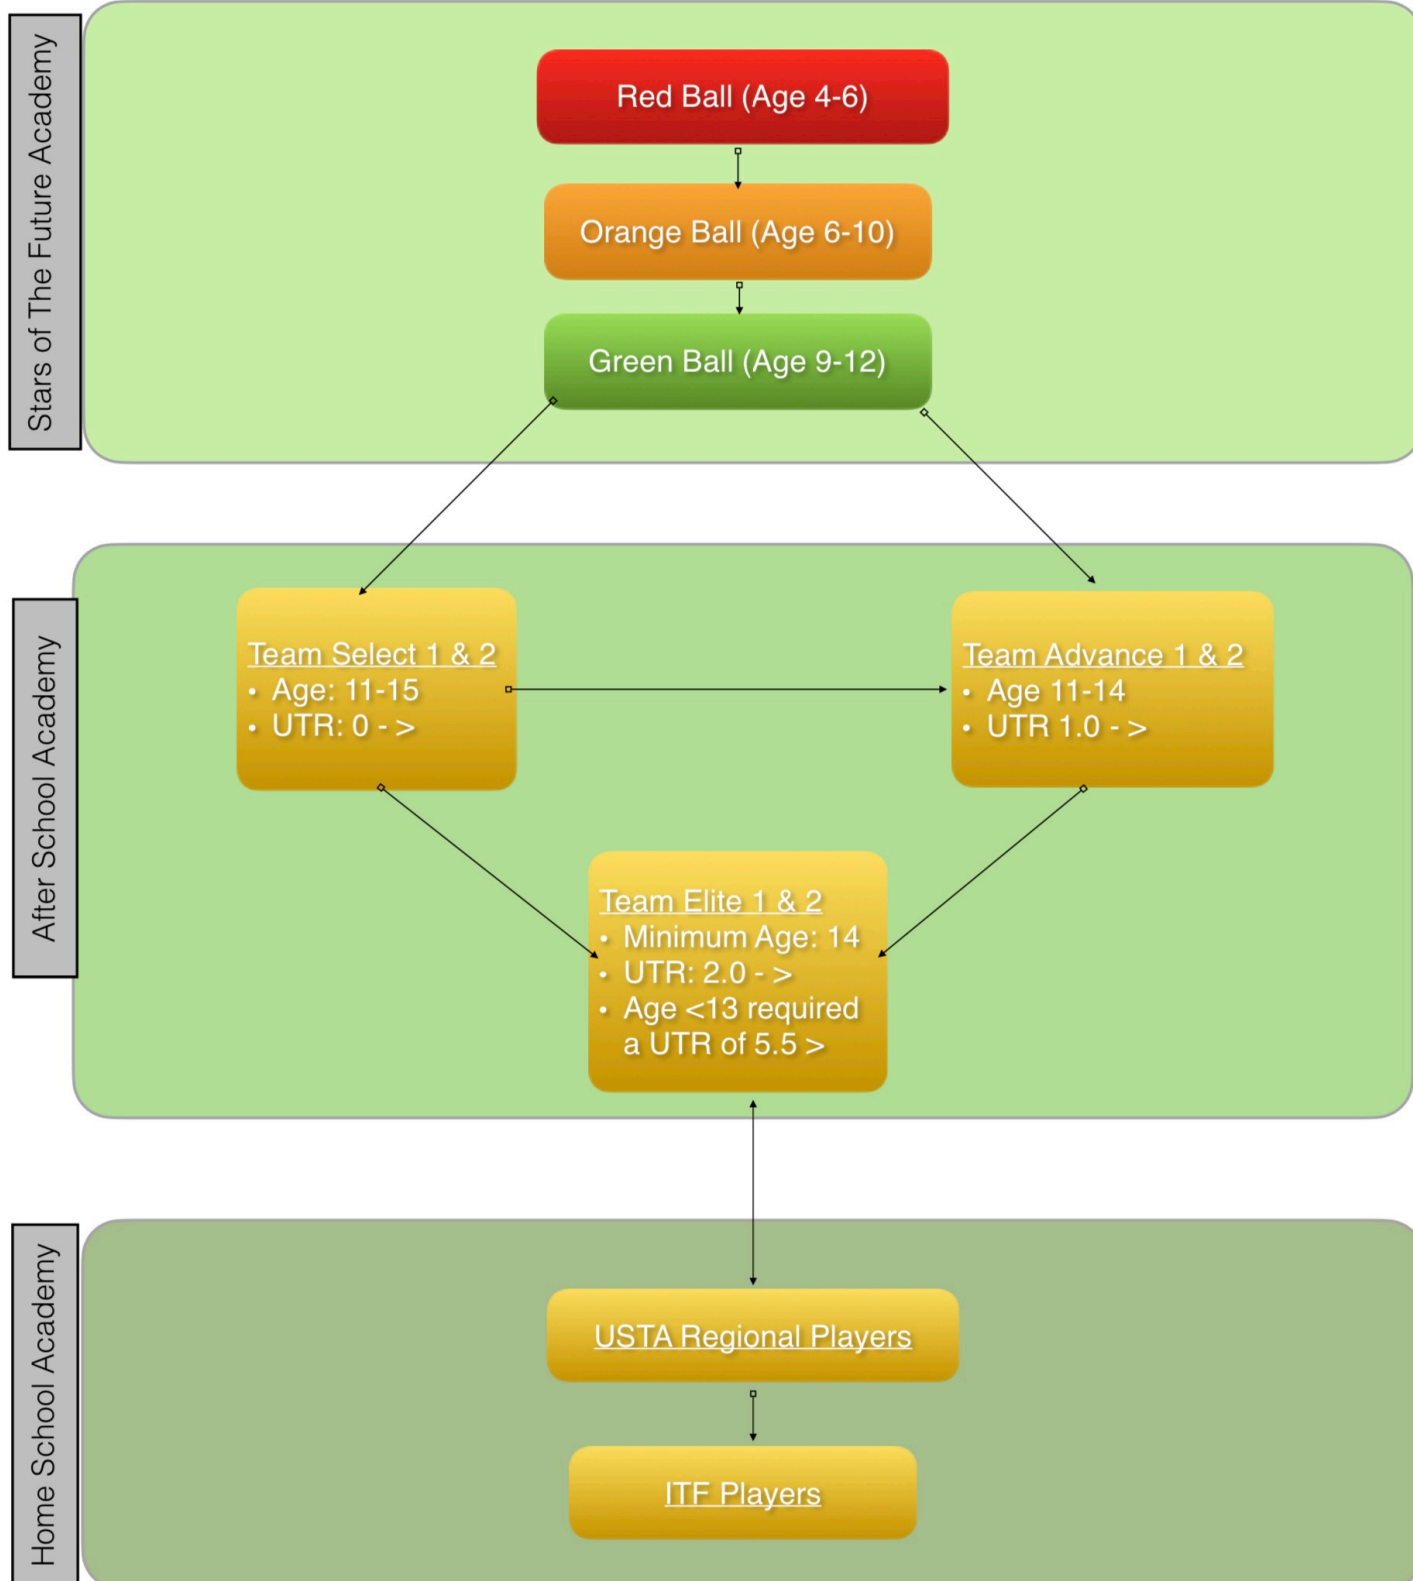 Stars of The Future Academy
Red Ball (Age 4-6)
Orange Ball (Age 6-10)
Green Ball (Age 9-12)
After School Academy
Team Select 1 & 2
• Age: 11-15
• UTR: 0 - >
Team Advance 1 & 2
• Age 11-14
• UTR 1.0 - >
Team Elite 1 & 2
• Minimum Age: 14
• UTR: 2.0 - >
• Age <13 required
a UTR of 5.5 >
Home School Academy
USTA Regional Players
ITF Players